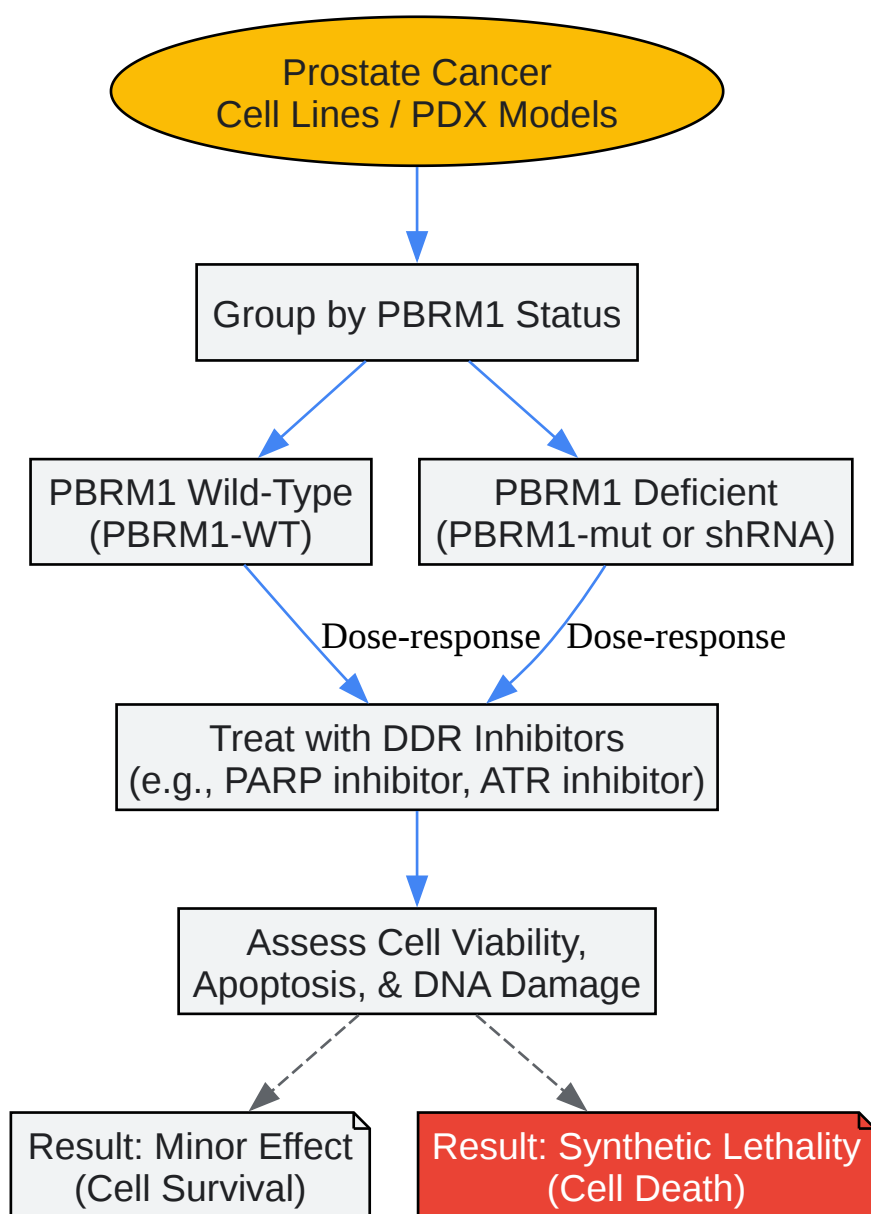 Prostate Cancer
Cell Lines / PDX Models
Group by PBRM1 Status
PBRM1 Wild-Type
(PBRM1-WT)
PBRM1 Deficient
(PBRM1-mut or shRNA)
Dose-response
Dose-response
Treat with DDR Inhibitors
(e.g., PARP inhibitor, ATR inhibitor)
Assess Cell Viability,
Apoptosis, & DNA Damage
Result: Minor Effect
(Cell Survival)
Result: Synthetic Lethality
(Cell Death)